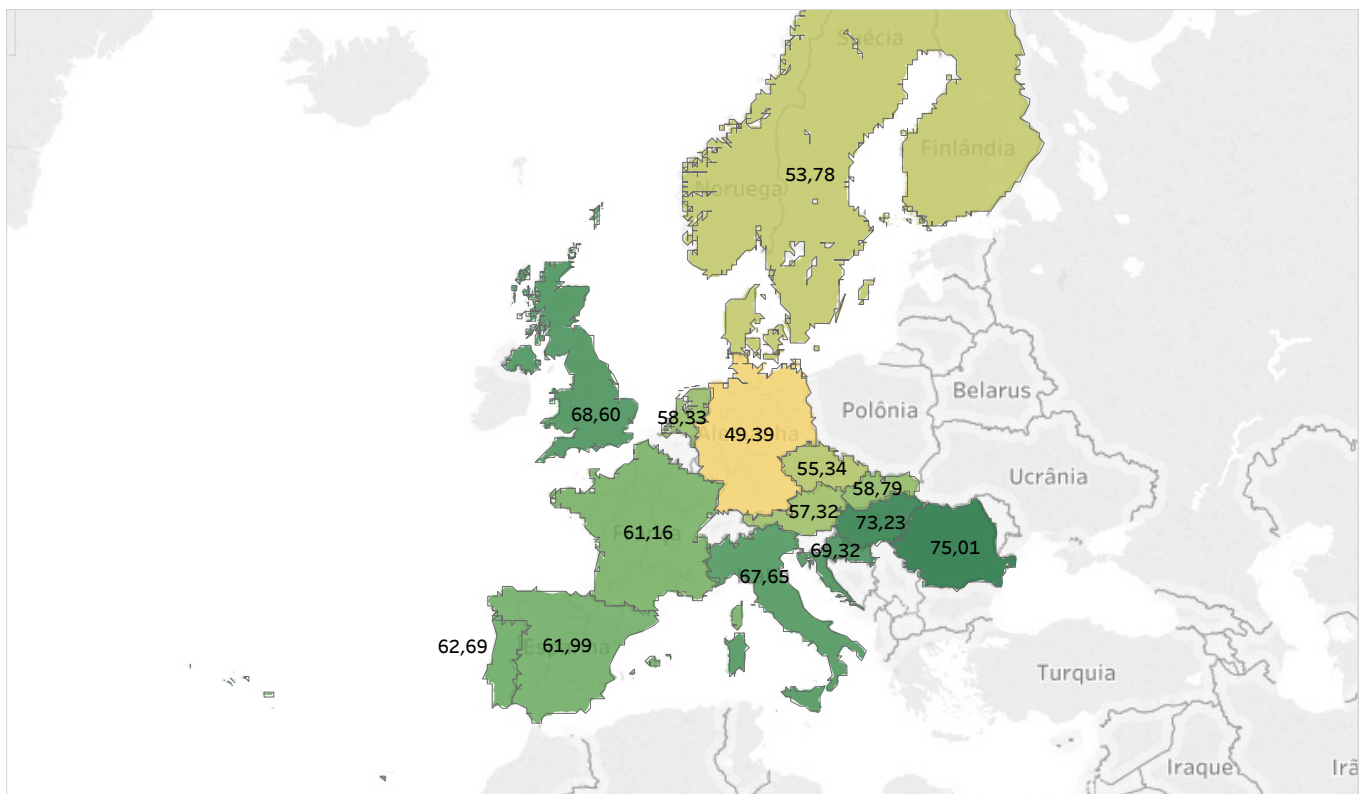 Suécia
Finlândia
53,78
Noruega
Belarus
Polônia
68,60
58,33
Alemanha
49,39
55,34
Ucrânia
58,79
57,32
73,23
61,16
França
69,32
75,01
67,65
62,69
61,99
Espanha
Turquia
Iraque
Irã